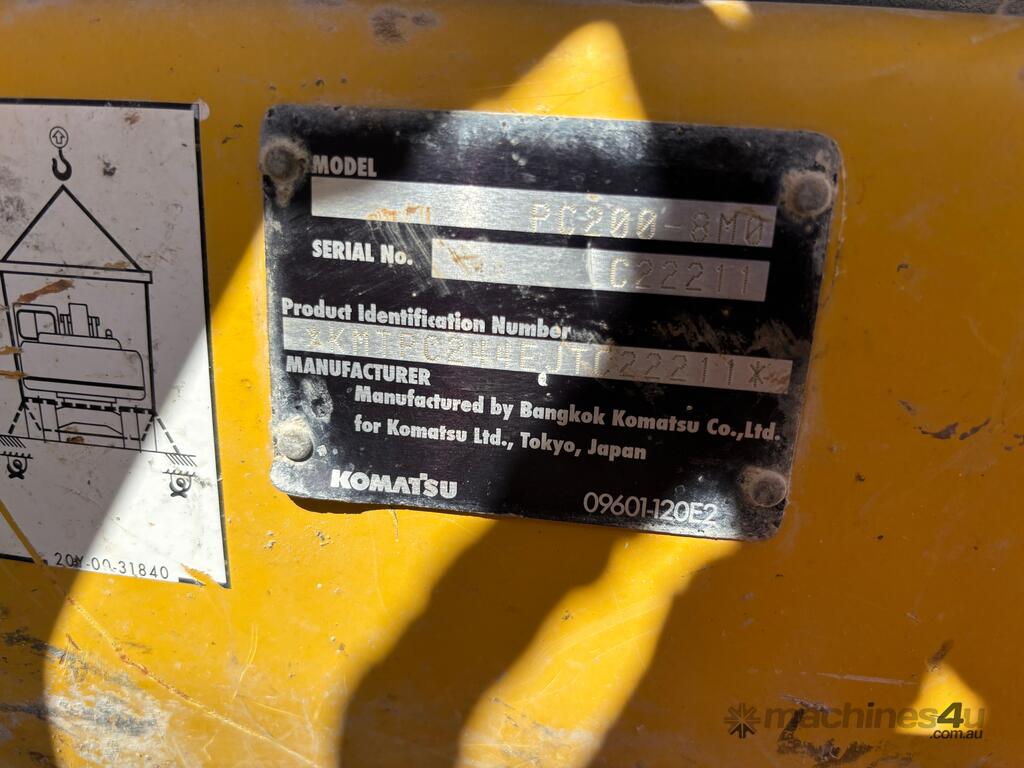 MODEL
PC200-8M0
SERIAL No.
C22211
Product Identification Number
*KMTPC244EJTC22211*
MANUFACTURER
Manufactured by Bangkok Komatsu Co.,Ltd.
for Komatsu Ltd., Tokyo, Japan
KOMATSU
09601-120E2
20Y-00-31840
machines4u
.com.au